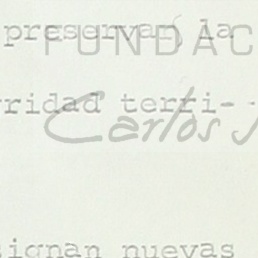 preservar, la
FUNDAC
ridad terri-
Carlos
signan nuevas